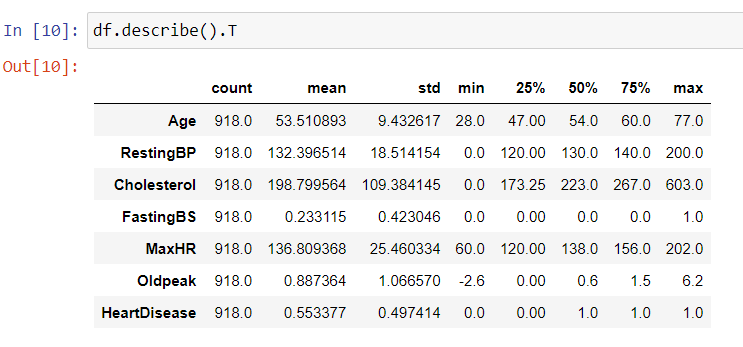 In [10]: df.describe().T
Out[10]:
count mean std min 25% 50% 75% max
Age 918.0 53.510893 9.432617 28.0 47.00 54.0 60.0 77.0
RestingBP 918.0 132.396514 18.514154 0.0 120.00 130.0 140.0 200.0
Cholesterol 918.0 198.799564 109.384145 0.0 173.25 223.0 267.0 603.0
FastingBS 918.0 0.233115 0.423046 0.0 0.00 0.0 0.0 1.0
MaxHR 918.0 136.809368 25.460334 60.0 120.00 138.0 156.0 202.0
Oldpeak 918.0 0.887364 1.066570 -2.6 0.00 0.6 1.5 6.2
HeartDisease 918.0 0.553377 0.497414 0.0 0.00 1.0 1.0 1.0